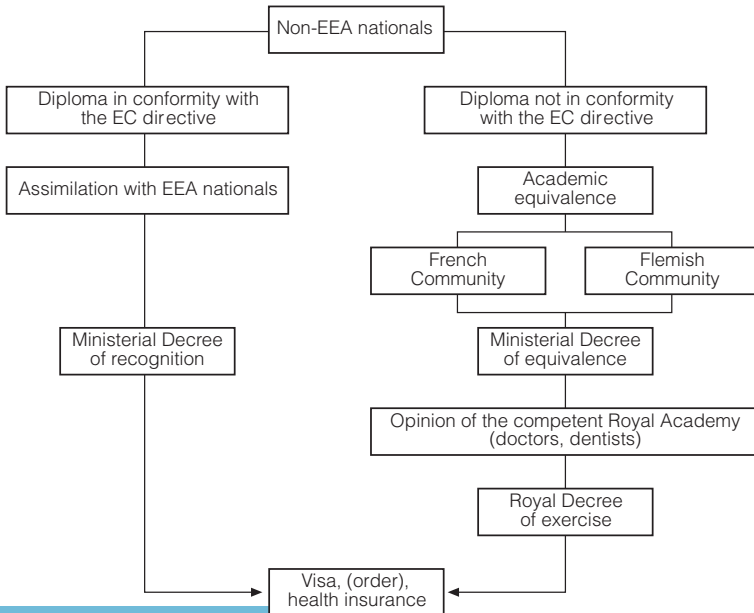 Non-EEA nationals
Diploma in conformity with
the EC directive
Diploma not in conformity
with the EC directive
Assimilation with EEA nationals
Academic
equivalence
French
Community
Flemish
Community
Ministerial Decree
of recognition
Ministerial Decree
of equivalence
Opinion of the competent Royal Academy
(doctors, dentists)
Royal Decree
of exercise
Visa, (order),
health insurance